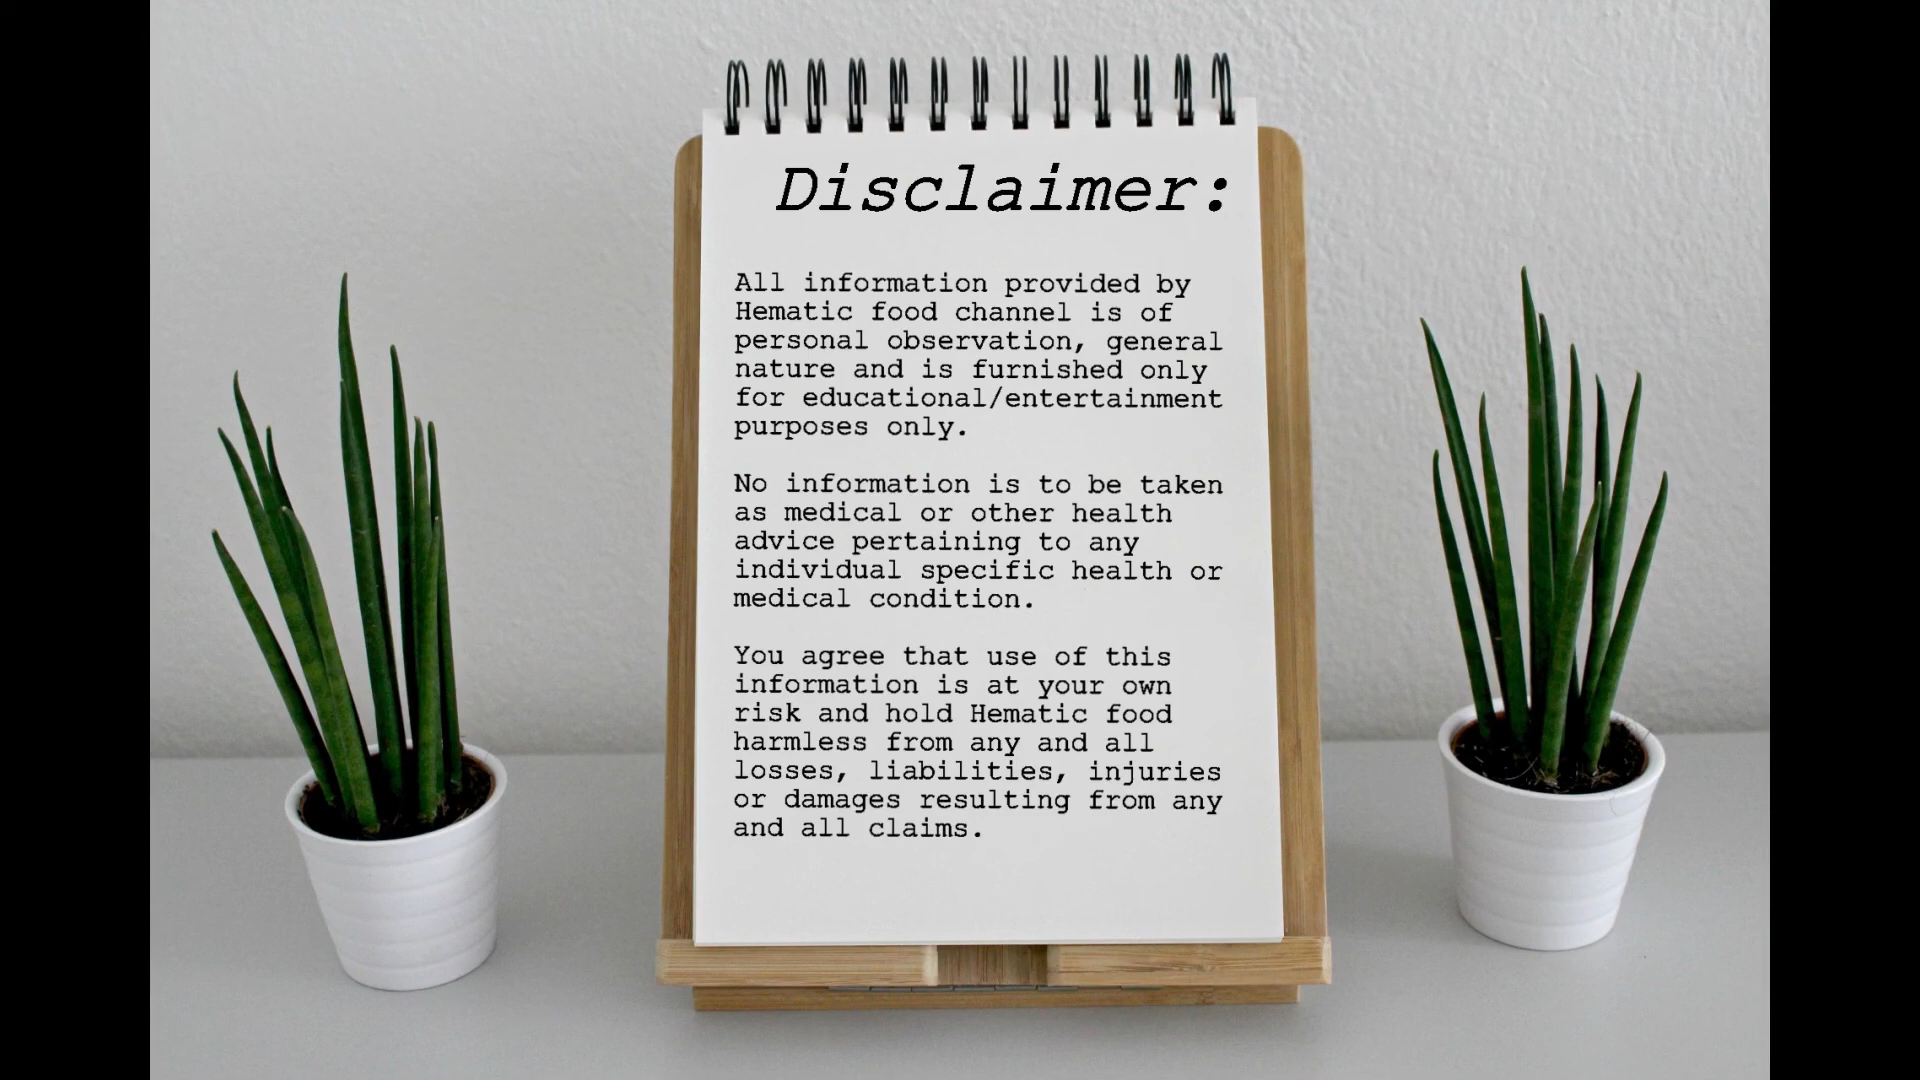 Disclaimer:
All information provided by
Hematic food channel is of
personal observation, general
nature and is furnished only
for educational/entertainment
purposes only.
No information is to be taken
as medical or other health
advice pertaining to any
individual specific health or
medical condition.
You agree that use of this
information is at your own
risk and hold Hematic food
harmless from any and all
losses, liabilities, injuries
or damages resulting from any
and all claims.